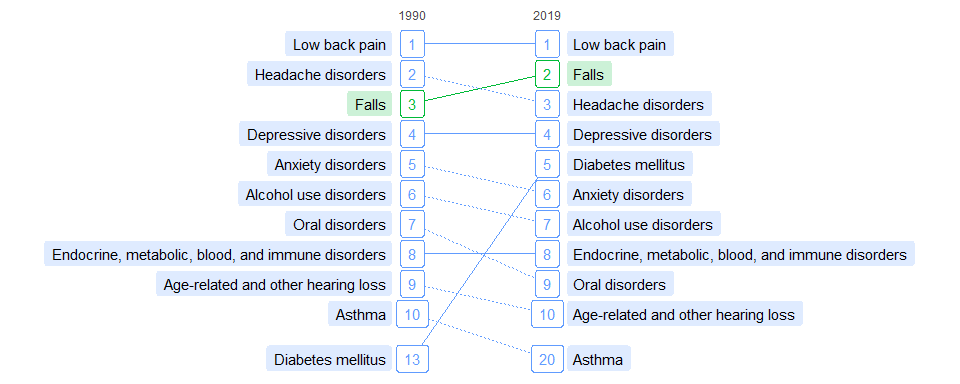 1990 2019
Low back pain 1 1 Low back pain
Headache disorders 2 2 Falls
Falls 3 3 Headache disorders
Depressive disorders 4 4 Depressive disorders
Anxiety disorders 5 5 Diabetes mellitus
Alcohol use disorders 6 6 Anxiety disorders
Oral disorders 7 7 Alcohol use disorders
Endocrine, metabolic, blood, and immune disorders 8 8 Endocrine, metabolic, blood, and immune disorders
Age-related and other hearing loss 9 9 Oral disorders
Asthma 10 10 Age-related and other hearing loss
Diabetes mellitus 13 20 Asthma